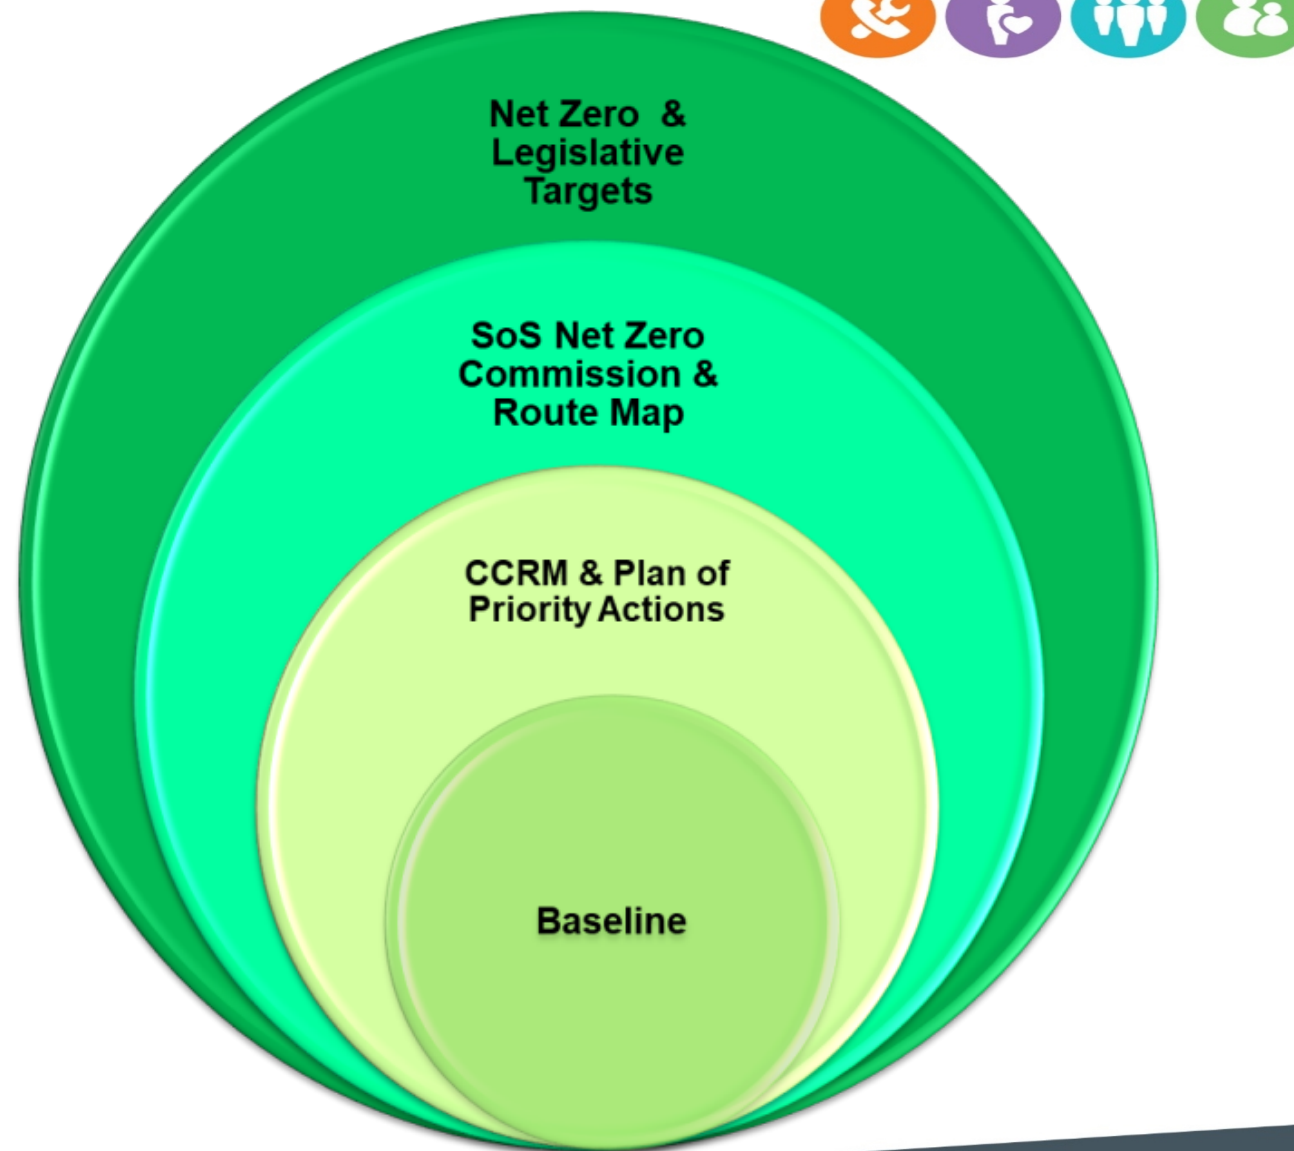 Net Zero  &
Legislative
Targets
SoS Net Zero
Commission &
Route Map
CCRM & Plan of
Priority Actions
Baseline